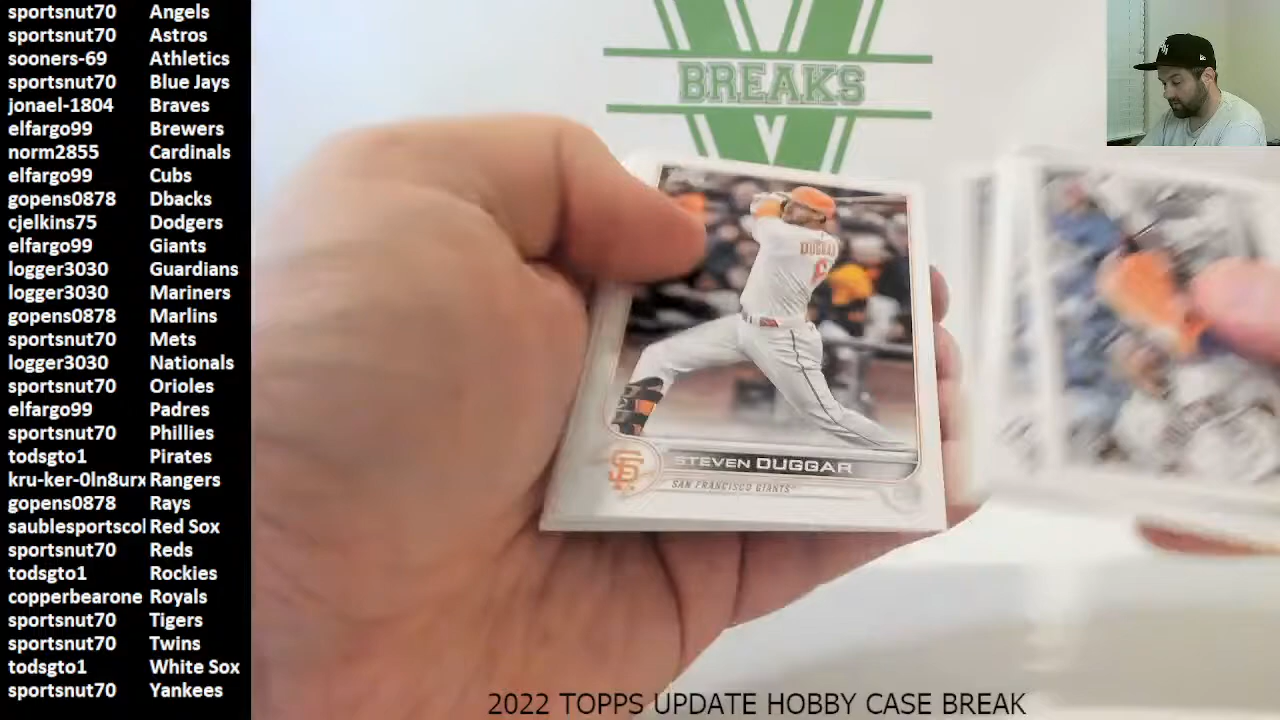 sportsnut70 Angels
sportsnut70 Astros
sooners-69 Athletics
sportsnut70 Blue Jays
jonael-1804 Braves
elfargo99 Brewers
norm2855 Cardinals
elfargo99 Cubs
gopens0878 Dbacks
cjelkins75 Dodgers
elfargo99 Giants
logger3030 Guardians
logger3030 Mariners
gopens0878 Marlins
sportsnut70 Mets
logger3030 Nationals
sportsnut70 Orioles
elfargo99 Padres
sportsnut70 Phillies
todsgto1 Pirates
kru-ker-0ln8urx Rangers
gopens0878 Rays
saublesportscol Red Sox
sportsnut70 Reds
todsgto1 Rockies
copperbearone Royals
sportsnut70 Tigers
sportsnut70 Twins
todsgto1 White Sox
sportsnut70 Yankees
V
BREAKS
DUGGAR
6
SF
STEVEN DUGGAR
SAN FRANCISCO GIANTS
2022 TOPPS UPDATE HOBBY CASE BREAK